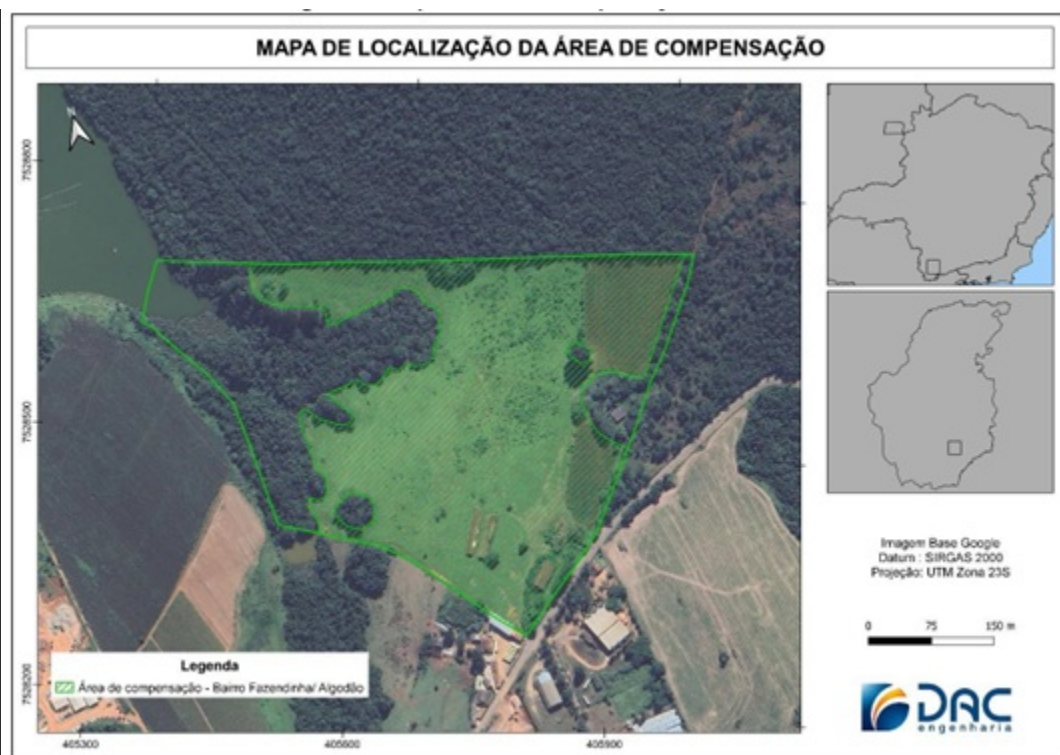 MAPA DE LOCALIZAÇÃO DA ÁREA DE COMPENSAÇÃO
7528800
7528500
7528200
405300
405600
405900
Legenda
Área de compensação - Bairro Fazendinha/ Algodão
Imagem Base Google
Datum : SIRGAS 2000
Projeção: UTM Zona 23S
0 75 150 m
DAC
engenharia